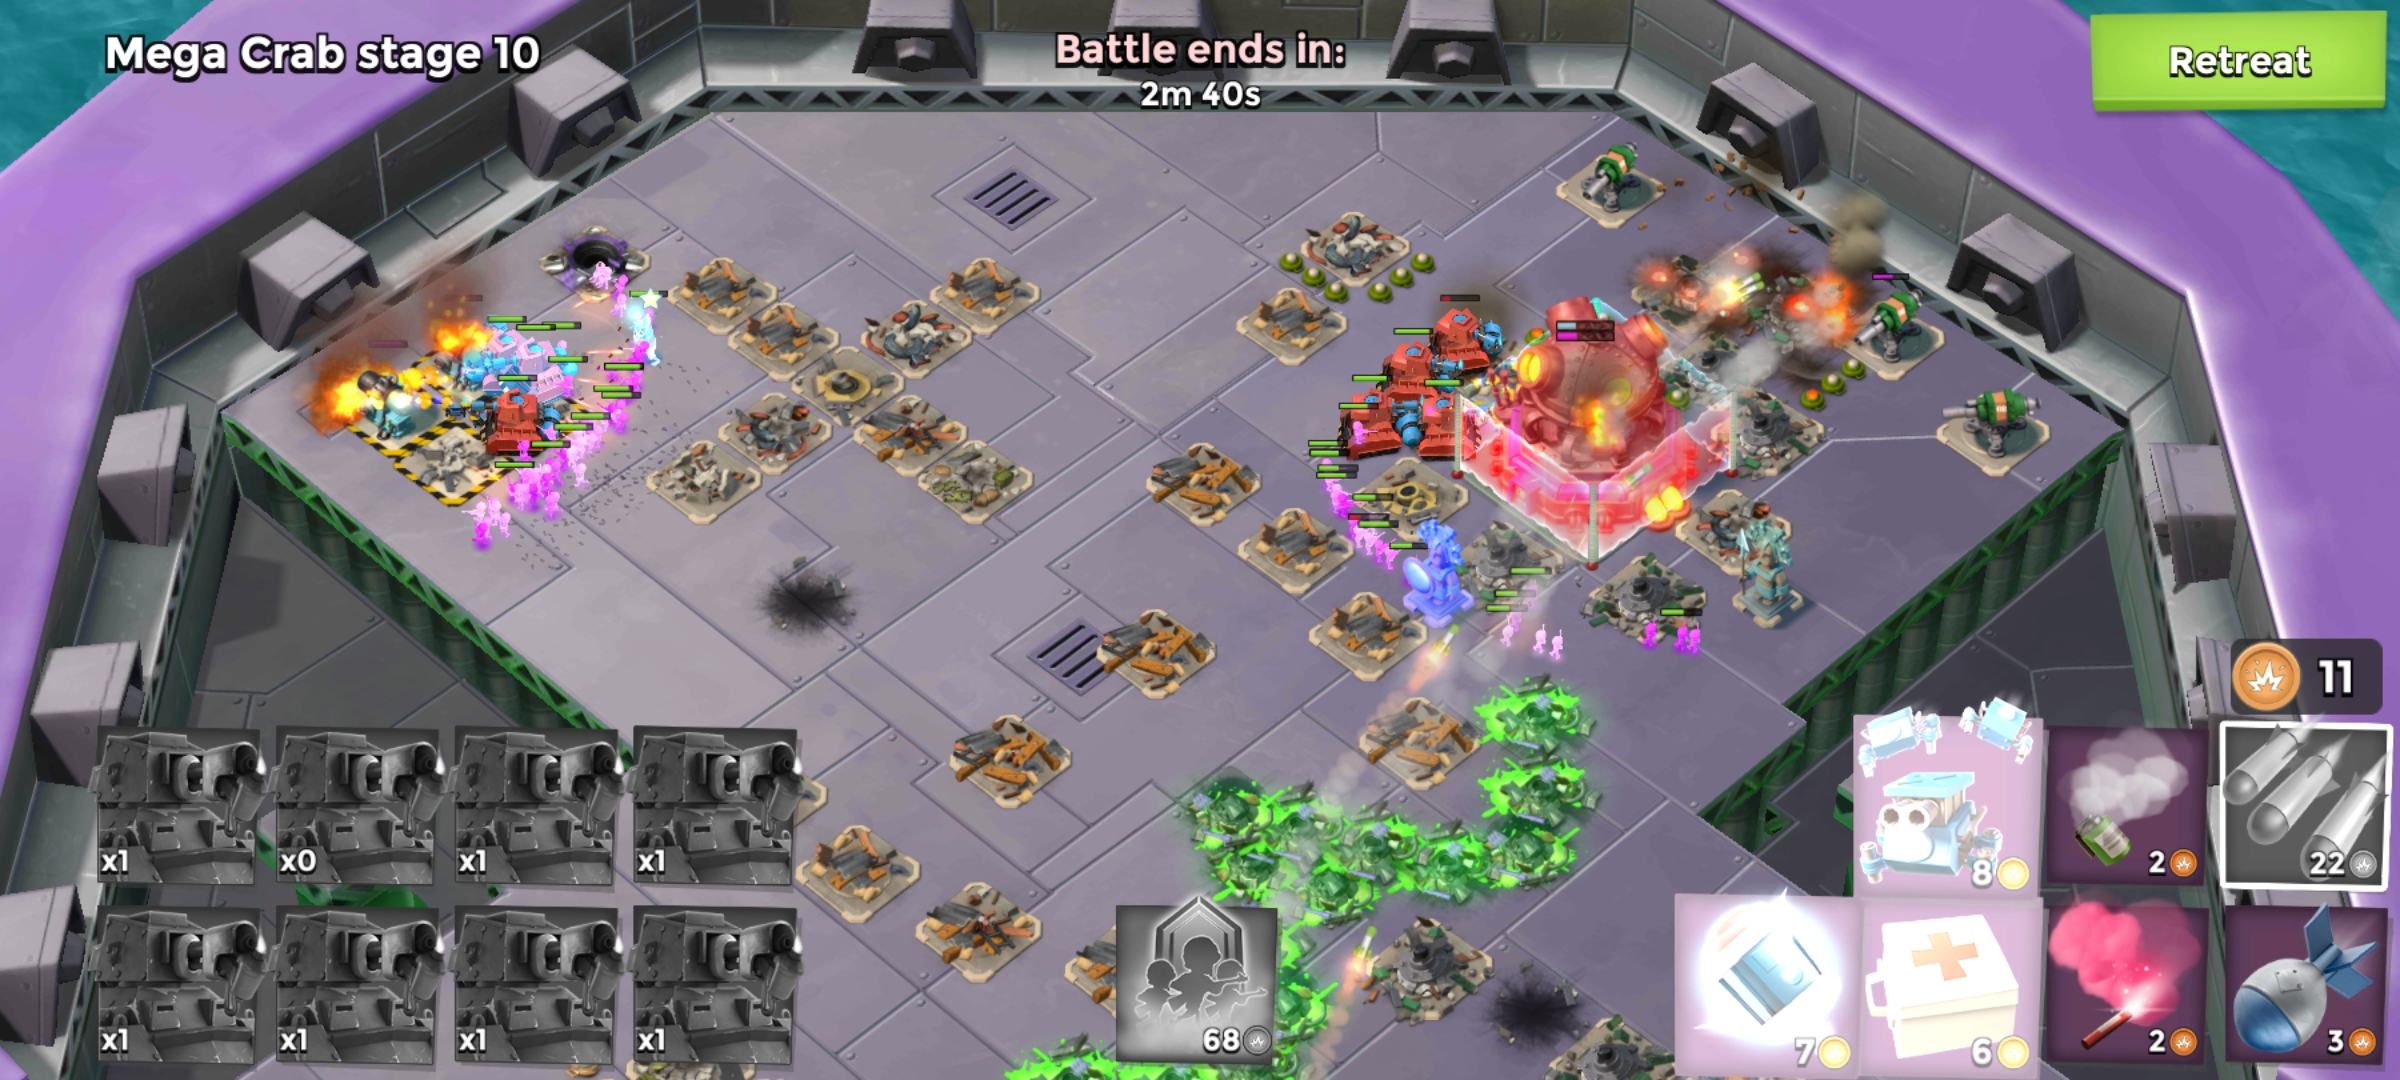 Mega Crab stage 10
Battle ends in:
2m 40s
Retreat
11
x1
x0
x1
x1
8
2
22
x1
x1
x1
x1
68
7
6
2
3